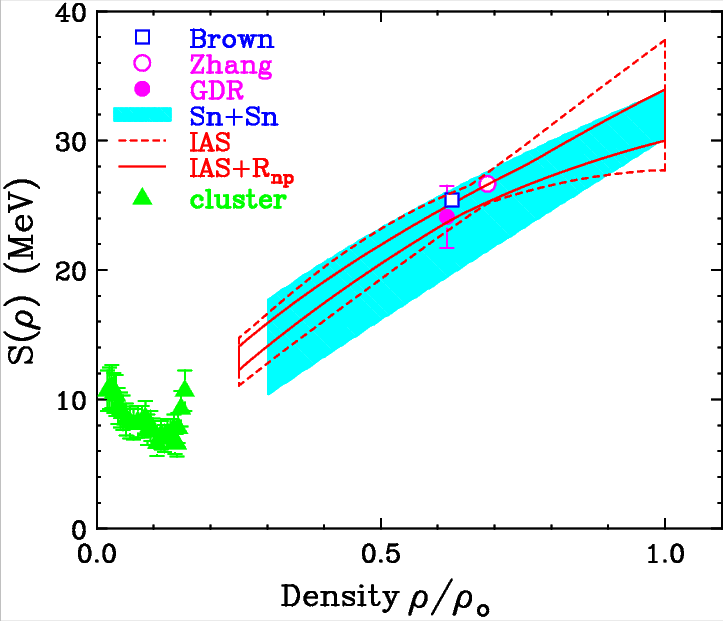 40
30
20
10
0
S(ρ) (MeV)
Brown
Zhang
GDR
Sn+Sn
IAS
IAS+Rnp
cluster
0.0 0.5 1.0
Density ρ/ρo